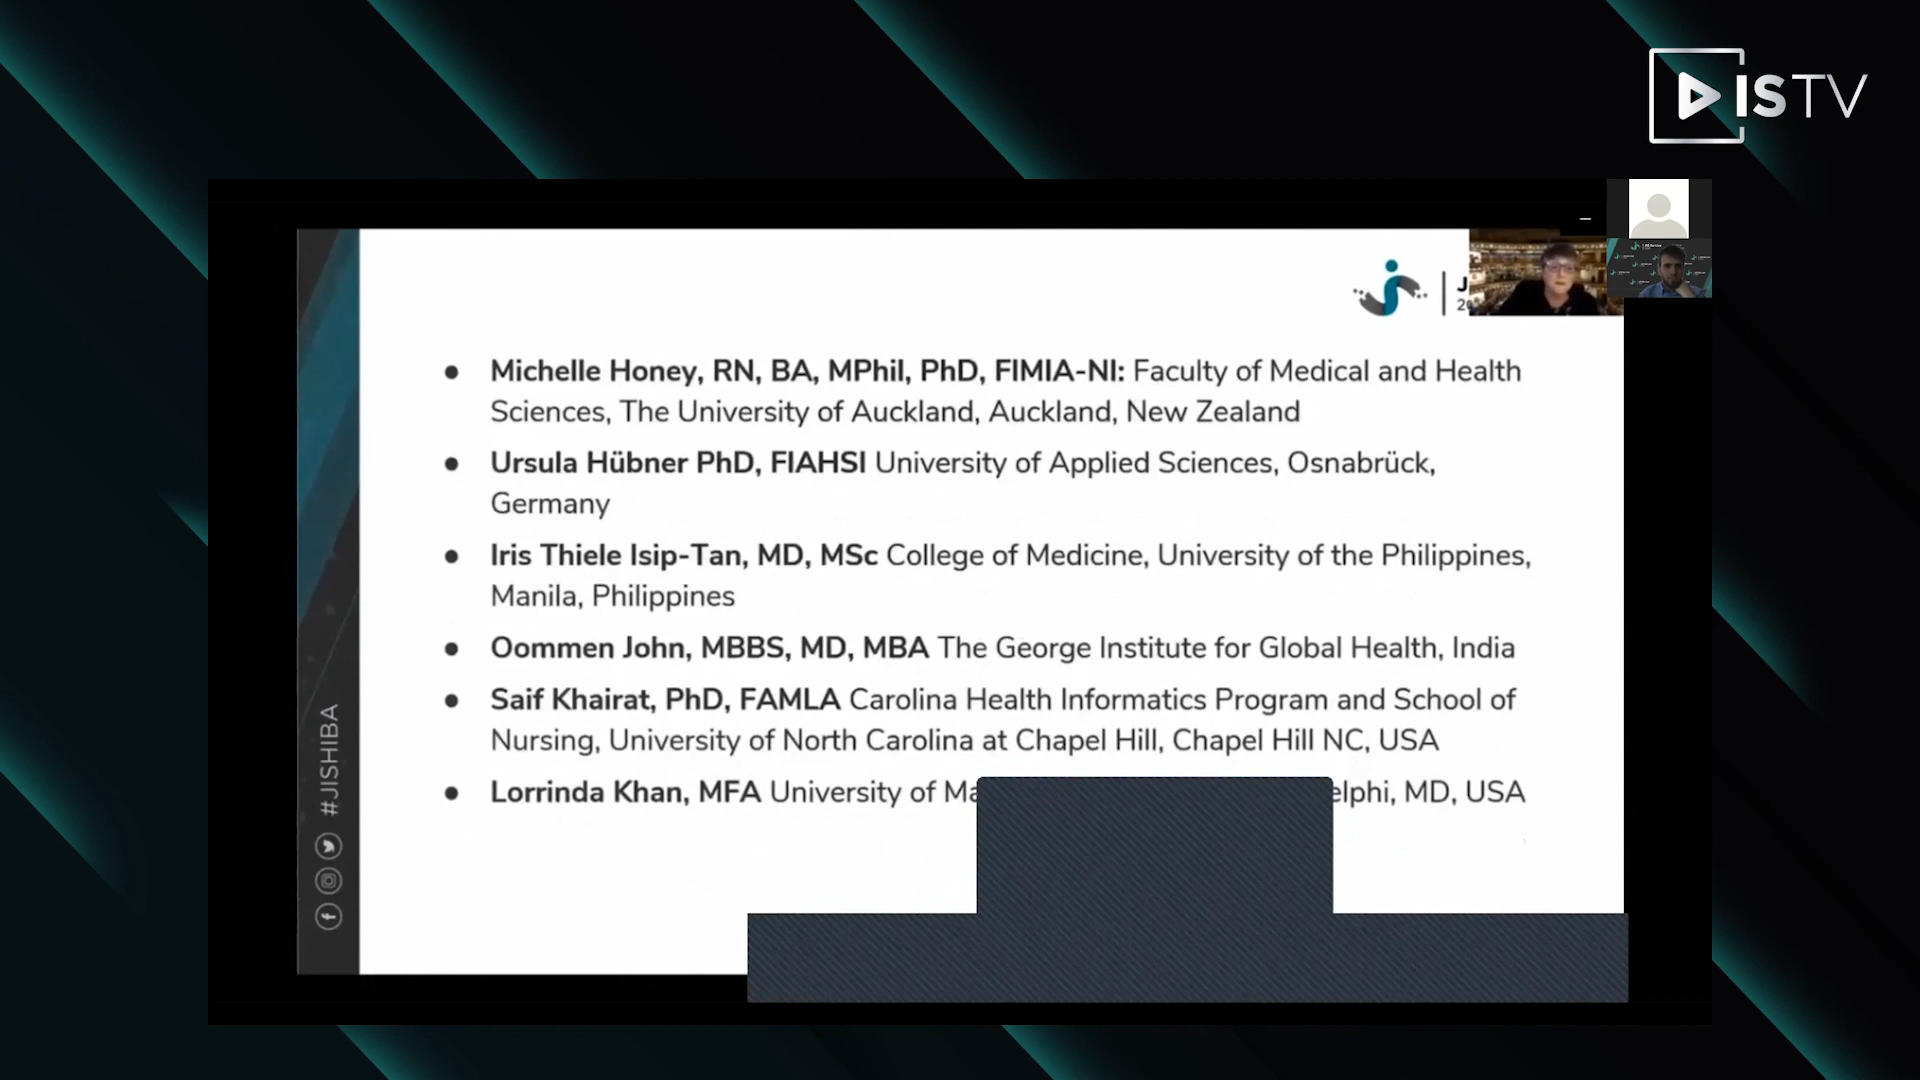 ISTV
• Michelle Honey, RN, BA, MPhil, PhD, FIMIA-NI: Faculty of Medical and Health
Sciences, The University of Auckland, Auckland, New Zealand
• Ursula Hübner PhD, FIAHSI University of Applied Sciences, Osnabrück,
Germany
• Iris Thiele Isip-Tan, MD, MSc College of Medicine, University of the Philippines,
Manila, Philippines
• Oommen John, MBBS, MD, MBA The George Institute for Global Health, India
• Saif Khairat, PhD, FAMLA Carolina Health Informatics Program and School of
Nursing, University of North Carolina at Chapel Hill, Chapel Hill NC, USA
• Lorrinda Khan, MFA University of MD, USA
#JISHIBA